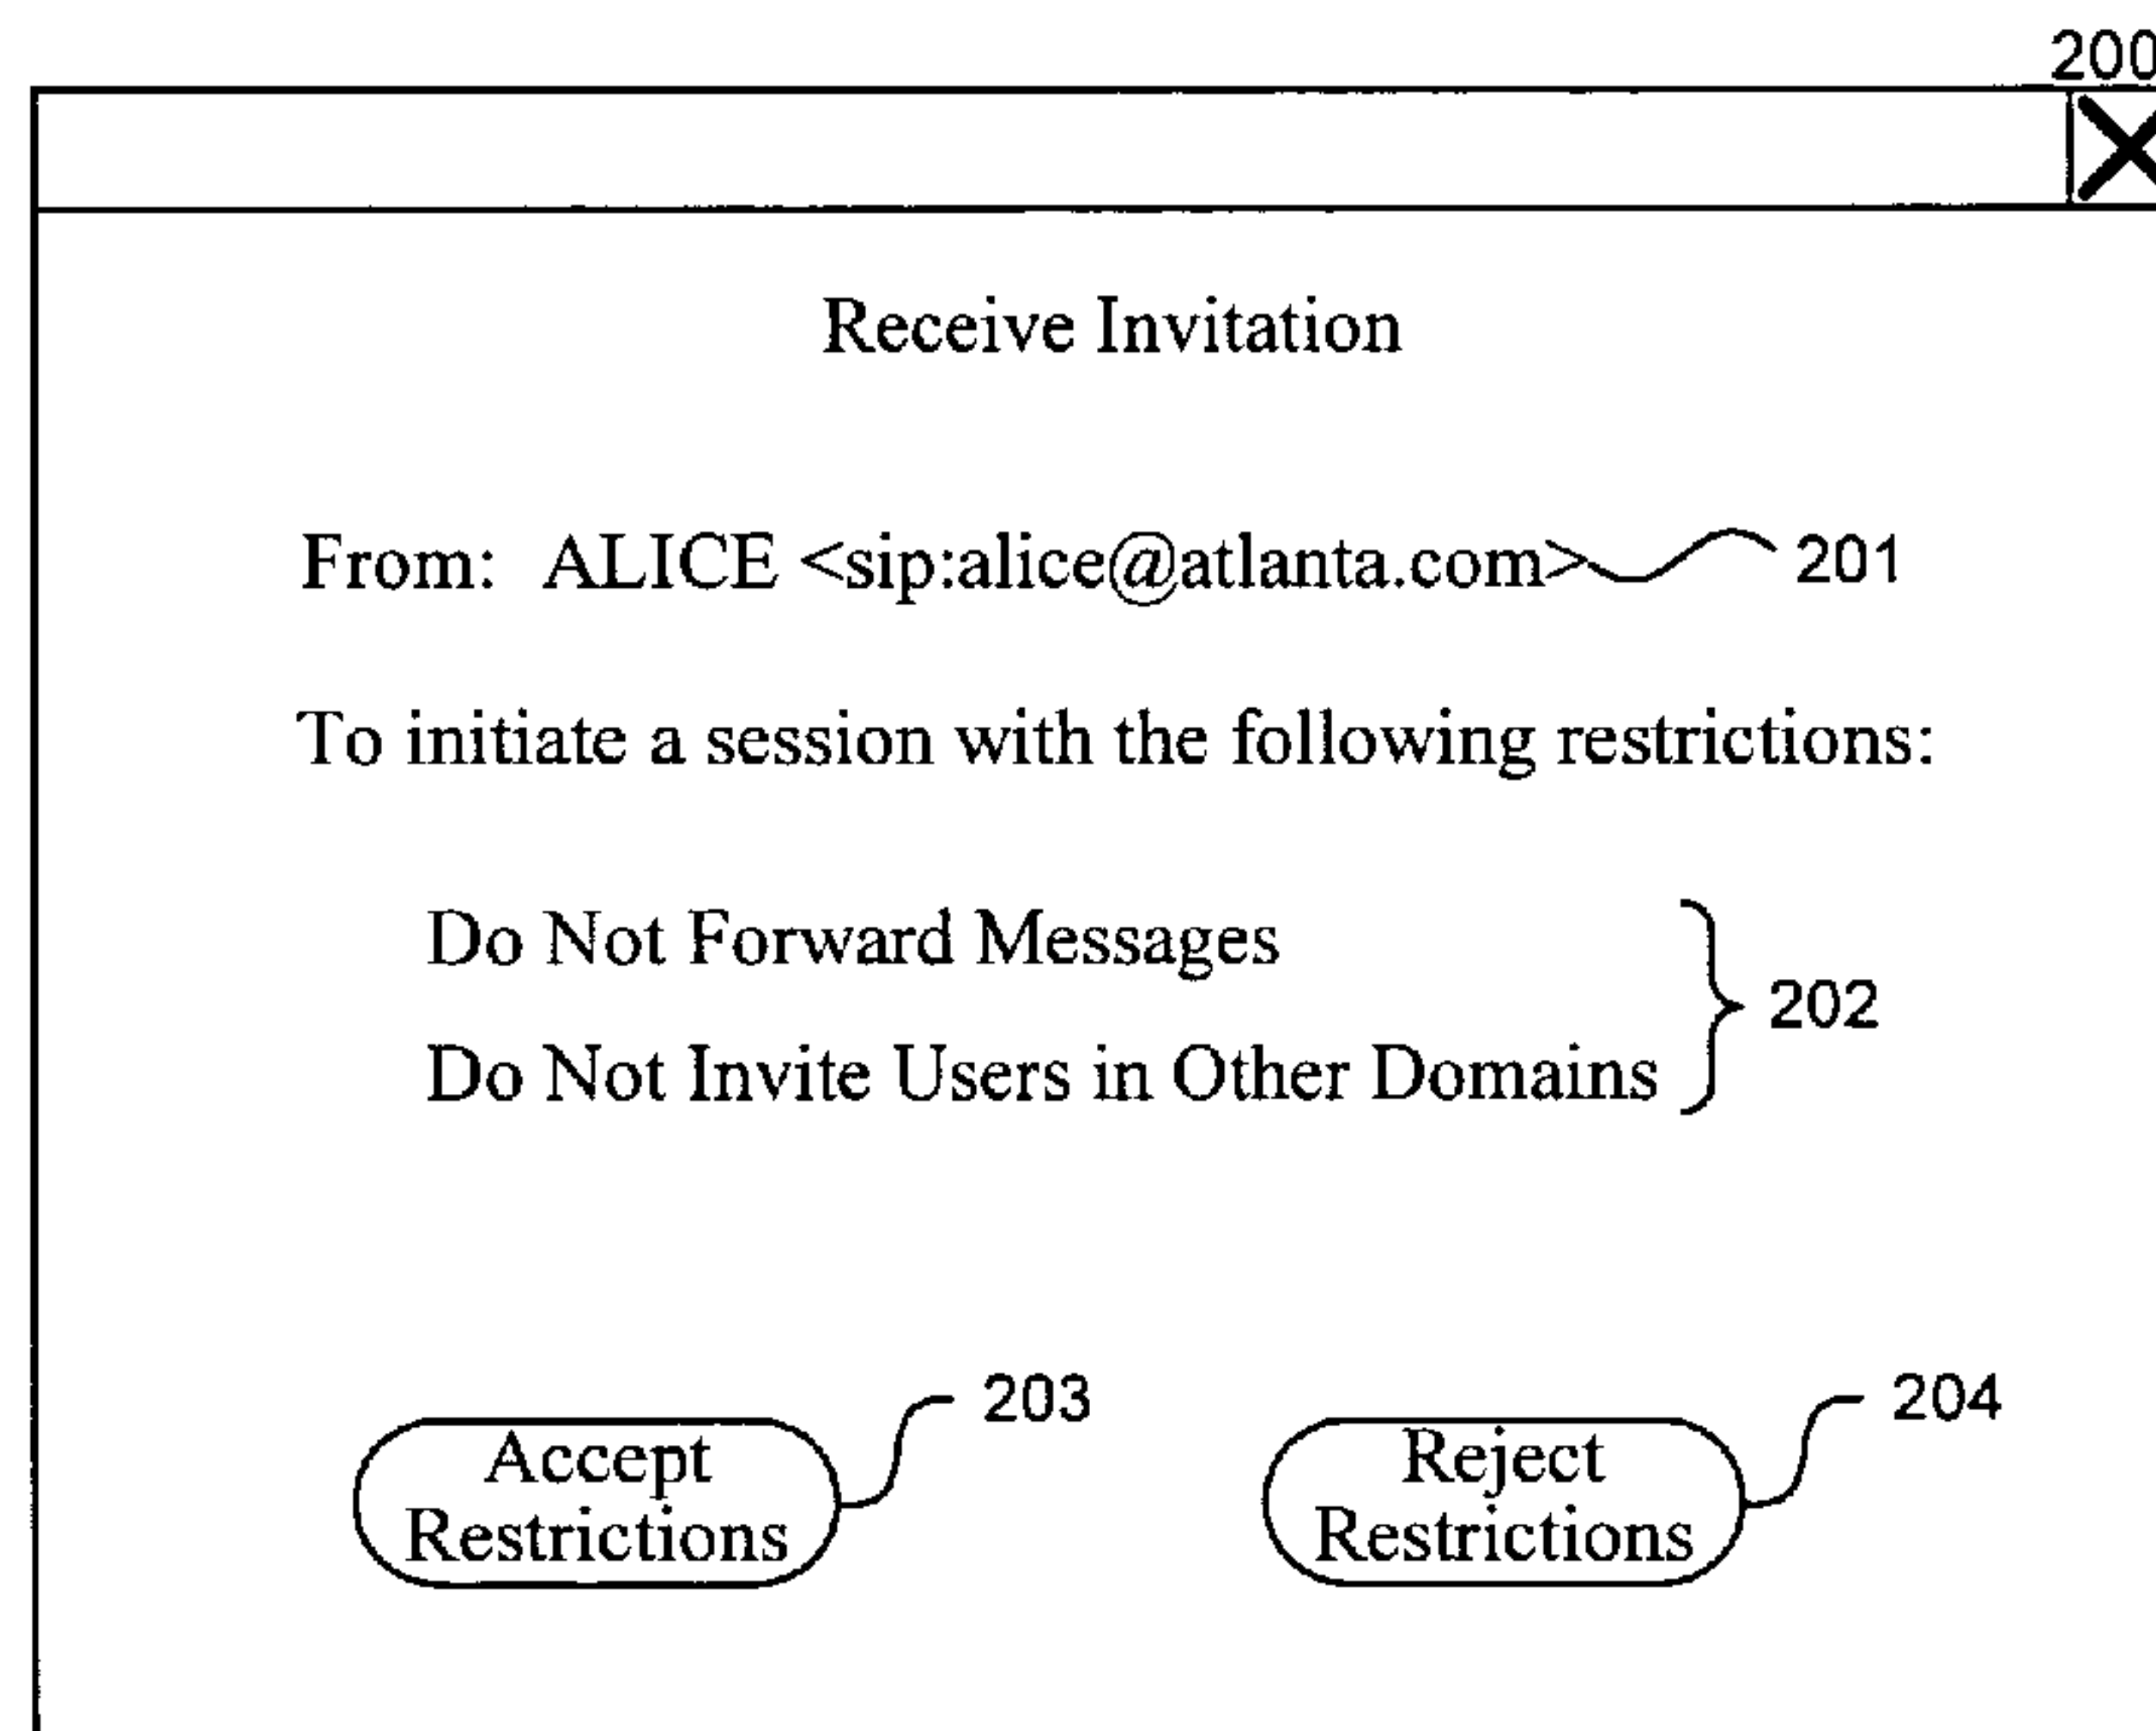 200
Receive Invitation
From: ALICE <sip:alice@atlanta.com> 201
To initiate a session with the following restrictions:
Do Not Forward Messages
202
Do Not Invite Users in Other Domains
203 204
Accept Reject
Restrictions Restrictions